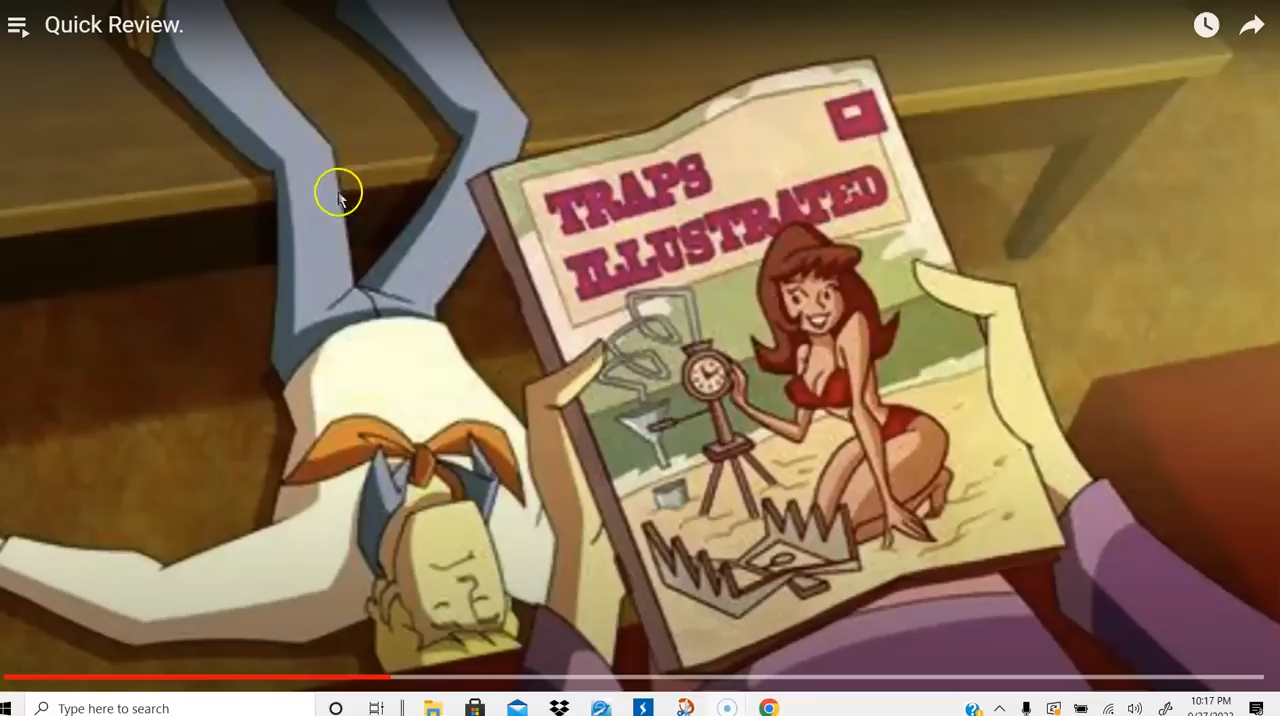 Quick Review.
TRAPS
ILLUSTRATED
Type here to search
10:17 PM